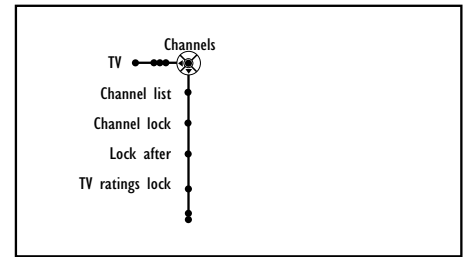 Channels
TV
Channel list
Channel lock
Lock after
TV ratings lock